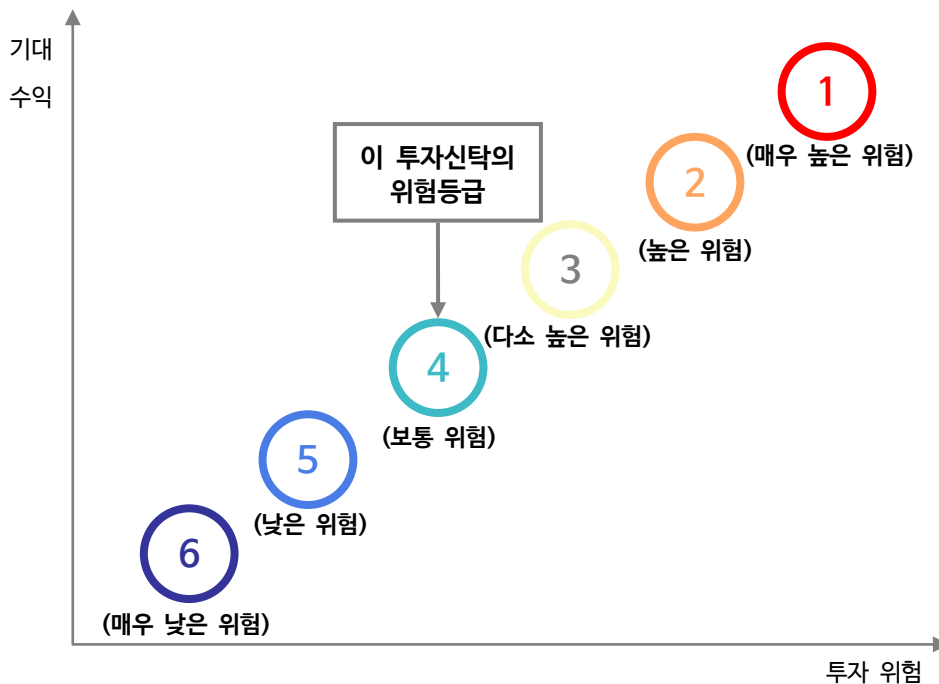 기대
수익
1
(매우 높은 위험)
이 투자신탁의
위험등급
2
(높은 위험)
3
(다소 높은 위험)
4
(보통 위험)
5
(낮은 위험)
6
(매우 낮은 위험)
투자 위험